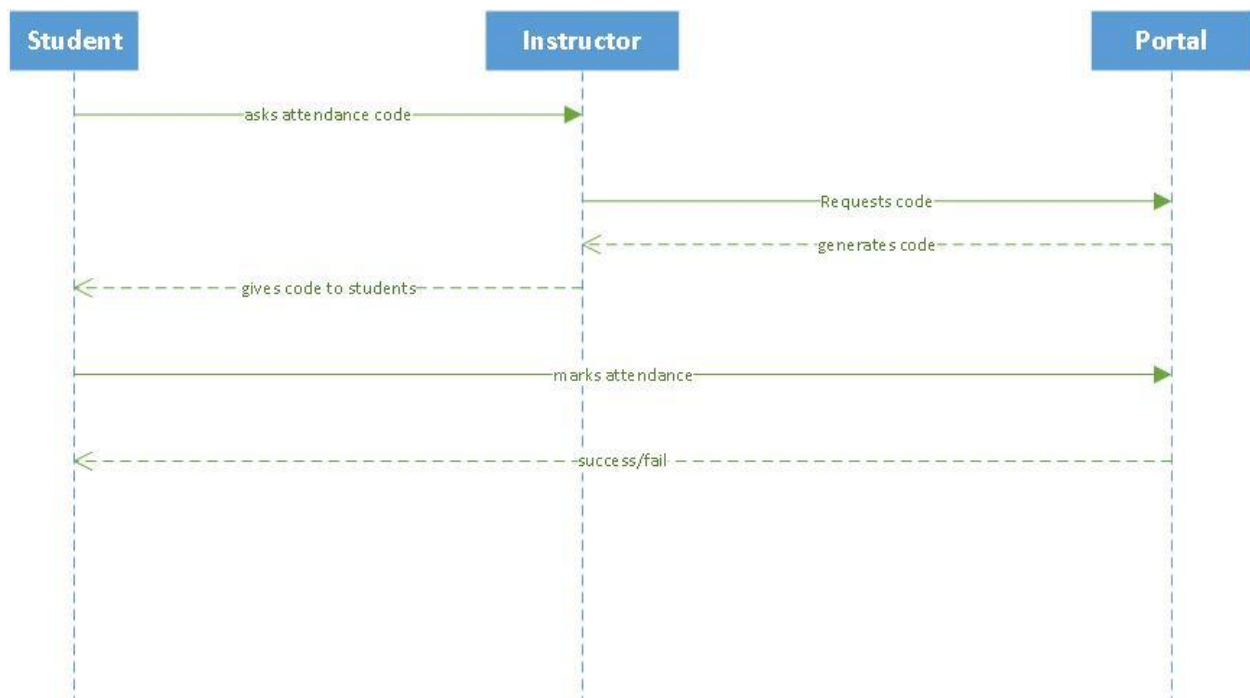 Student
Instructor
Portal
asks attendance code
Requests code
generates code
gives code to students
marks attendance
success/fail